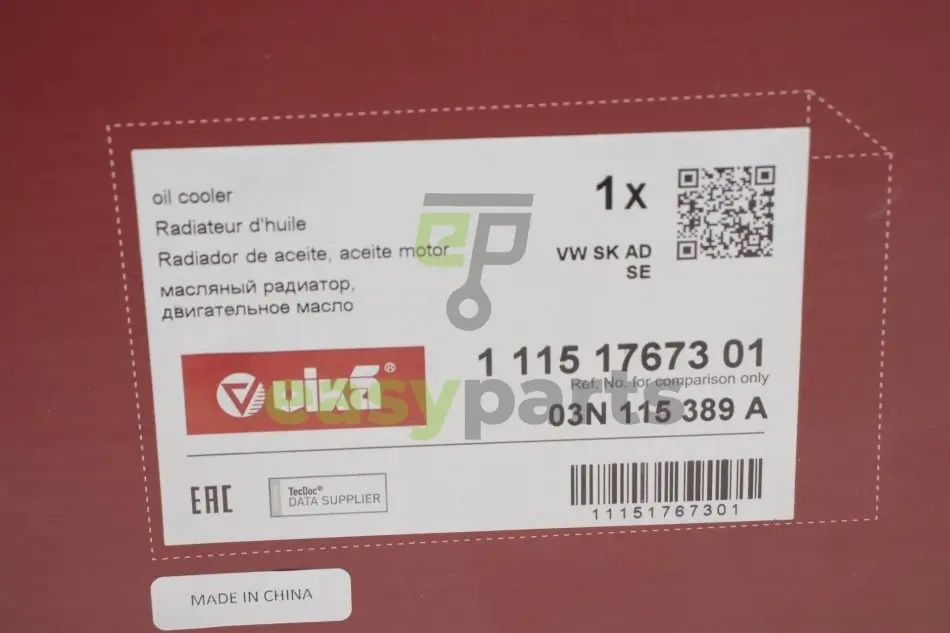 oil cooler
Radiateur d'huile
Radiador de aceite, aceite motor
масляный радиатор,
двигательное масло
1x
VW SK AD
SE
ep
1 115 17673 01
Ref. No. for comparison only
03N 115 389 A
vika®
easyparts
EAC
TecDoc®
DATA SUPPLIER
11151767301
MADE IN CHINA